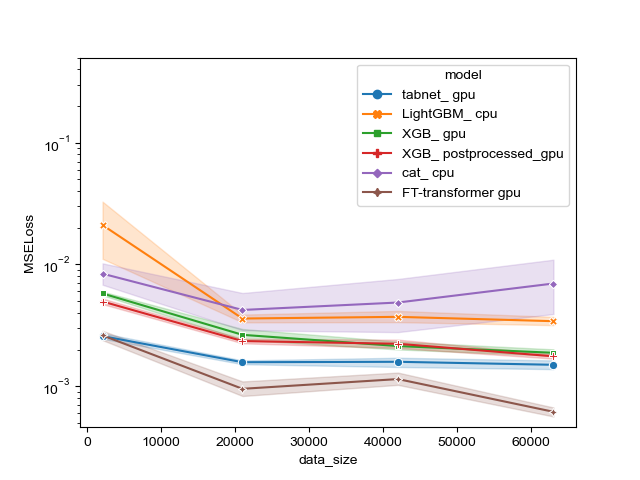 model
tabnet_ gpu
LightGBM_ cpu
XGB_ gpu
XGB_ postprocessed_gpu
cat_ cpu
FT-transformer gpu
10⁻¹
10⁻²
10⁻³
MSELoss
0 10000 20000 30000 40000 50000 60000
data_size